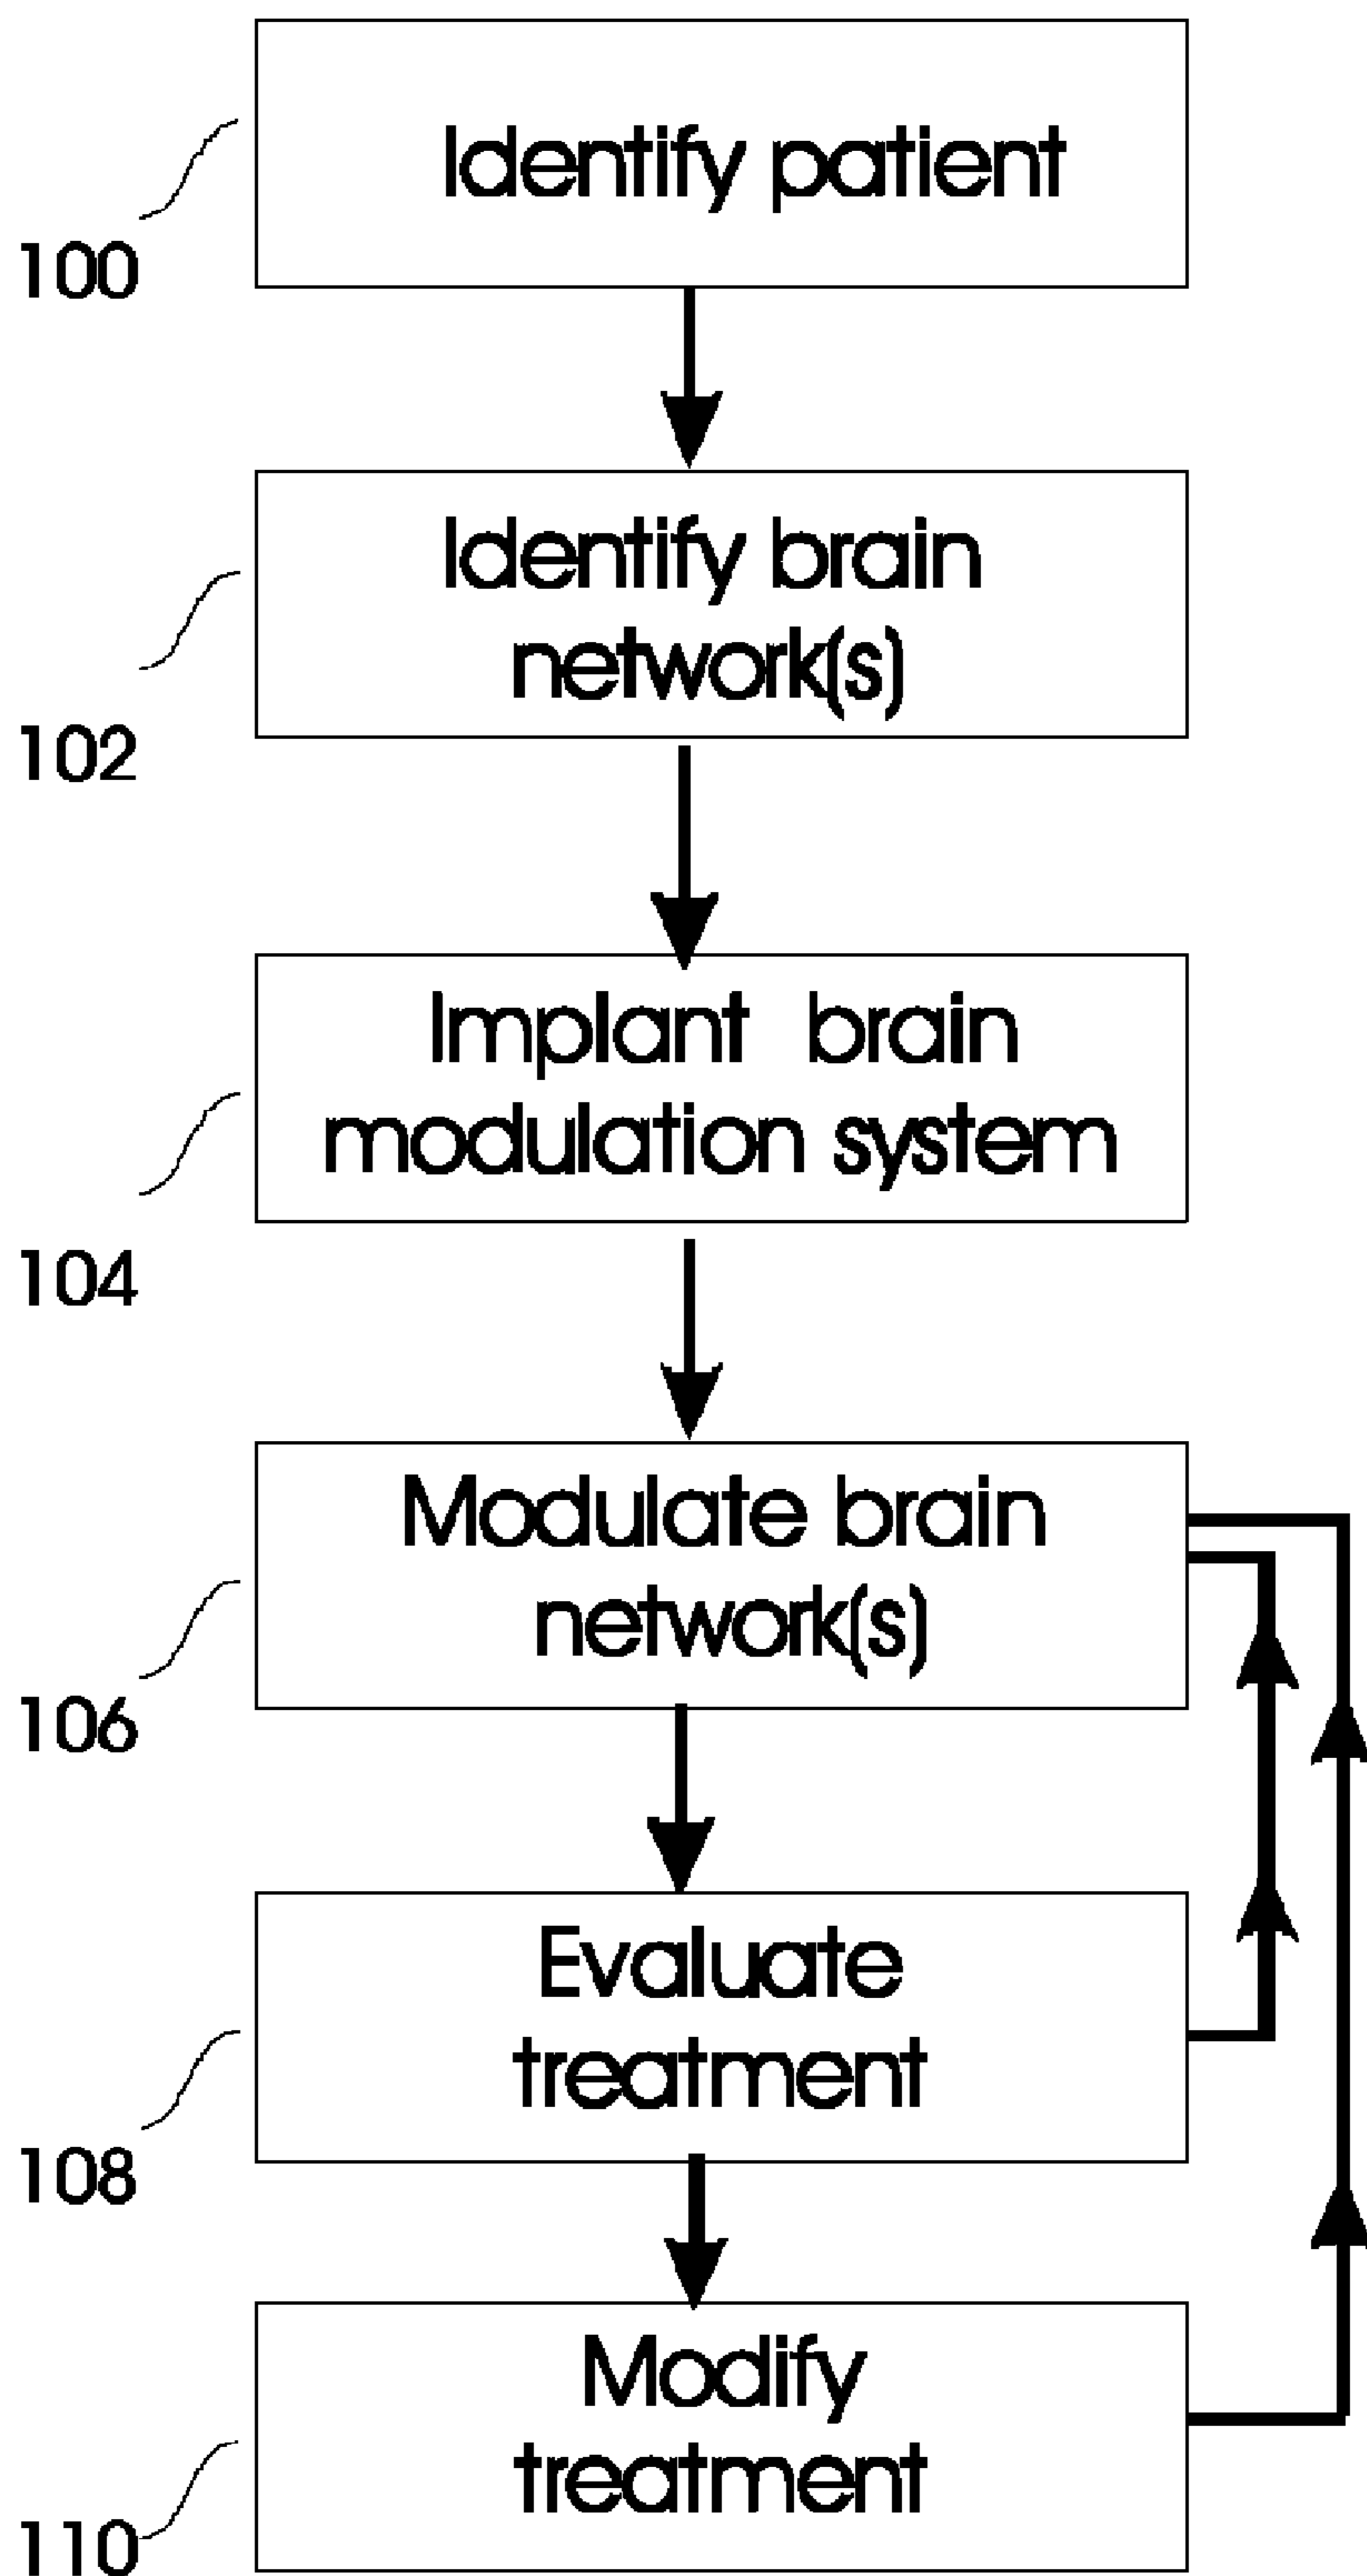 Identify patient
100
Identify brain
network(s)
102
Implant brain
modulation system
104
Modulate brain
network(s)
106
Evaluate
treatment
108
Modify
treatment
110